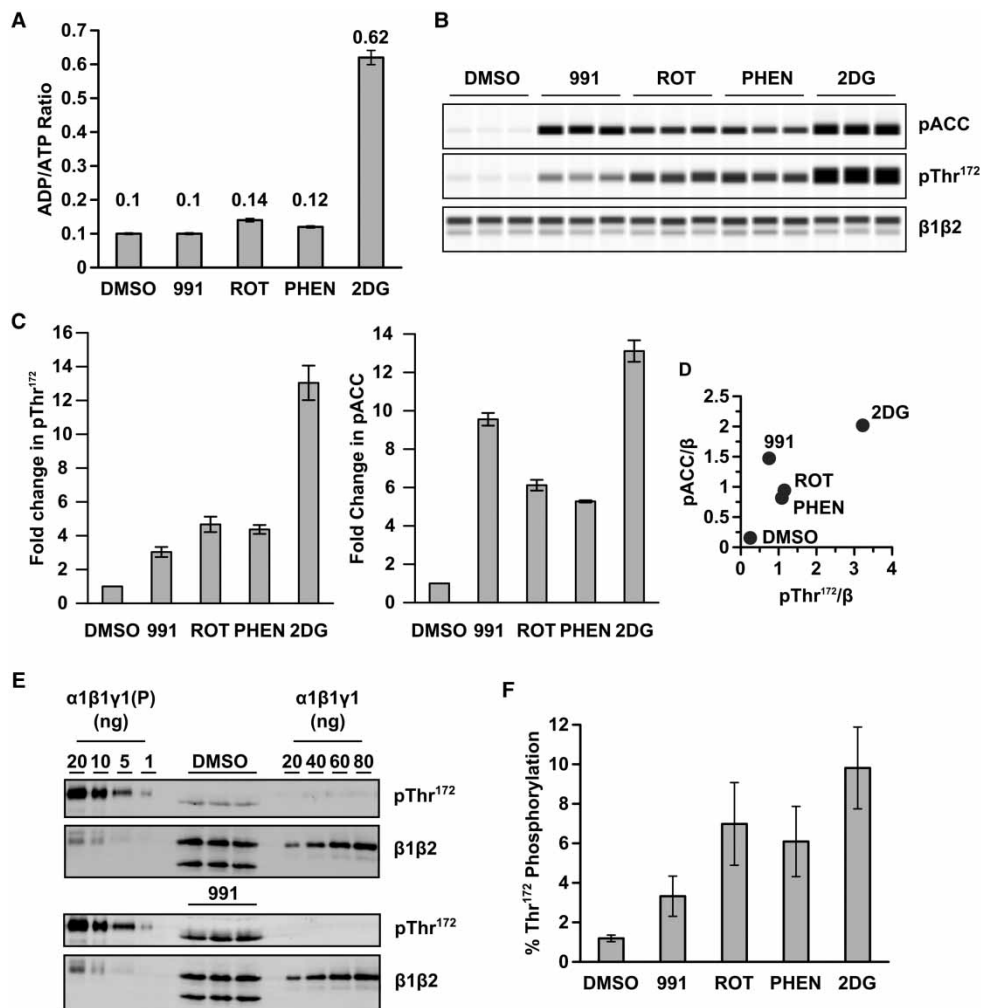 A
ADP/ATP Ratio
0.7
0.6
0.5
0.4
0.3
0.2
0.1
0
0.1
0.1
0.14
0.12
0.62
DMSO 991 ROT PHEN 2DG
B
DMSO 991 ROT PHEN 2DG
pACC
pThr172
β1β2
C
Fold change in pThr172
16
14
12
10
8
6
4
2
0
DMSO 991 ROT PHEN 2DG
Fold Change in pACC
14
12
10
8
6
4
2
0
DMSO 991 ROT PHEN 2DG
D
pACC/β
2.5
2
1.5
1
0.5
0
2DG
991
ROT
PHEN
DMSO
0 1 2 3 4
pThr172/β
E
α1β1γ1(P)
(ng)
α1β1γ1
(ng)
20 10 5 1 DMSO 20 40 60 80
pThr172
β1β2
991
pThr172
β1β2
F
% Thr172 Phosphorylation
12
10
8
6
4
2
0
DMSO 991 ROT PHEN 2DG